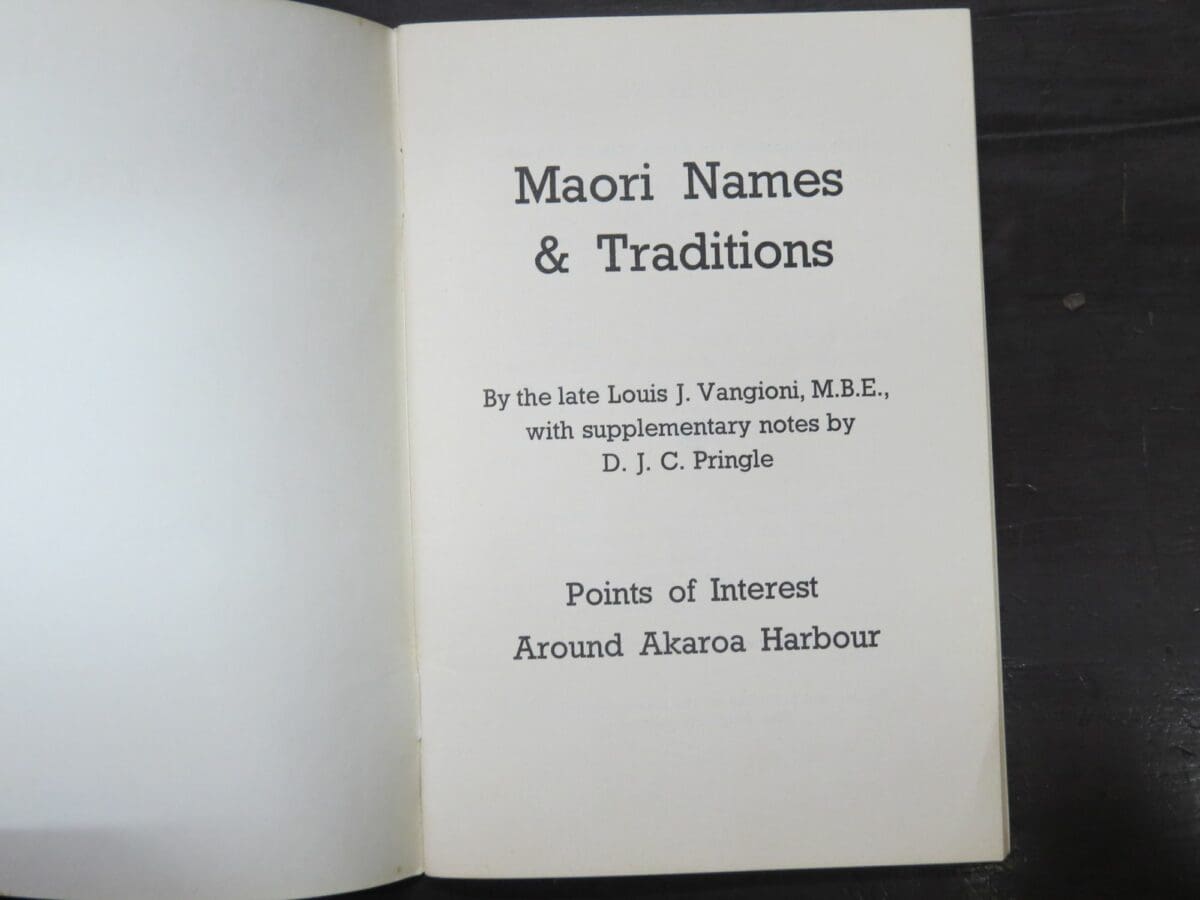 Maori Names
& Traditions
By the late Louis J. Vangioni, M.B.E.,
with supplementary notes by
D. J. C. Pringle
Points of Interest
Around Akaroa Harbour